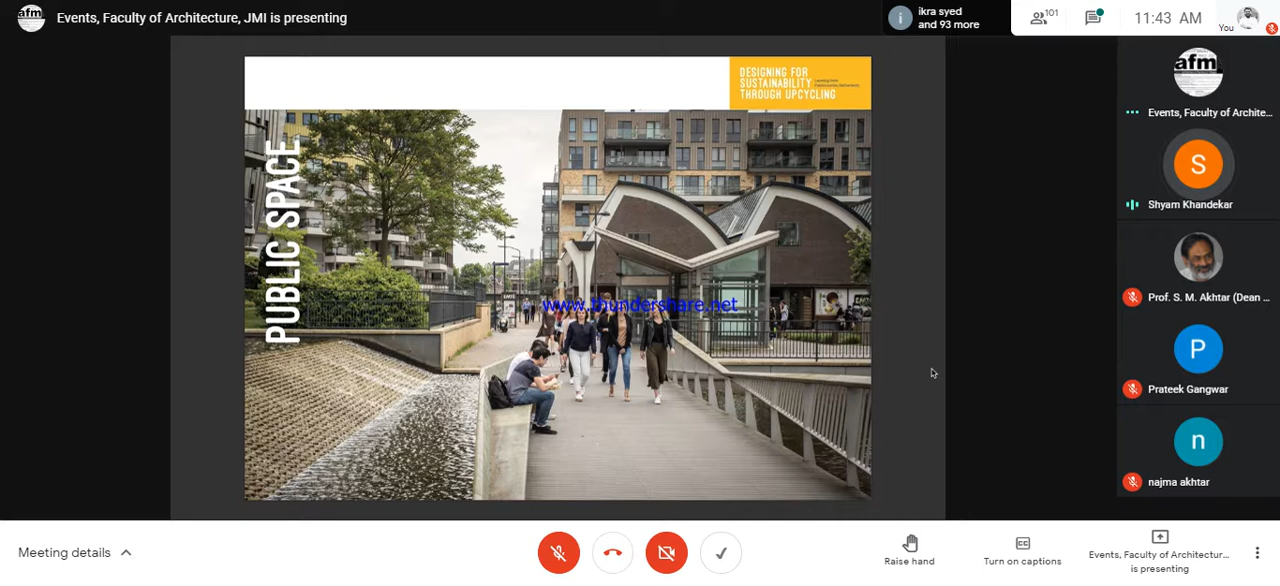 afm
Events, Faculty of Architecture, JMI is presenting
i
ikra syed
and 93 more
101
11:43 AM
You
DESIGNING FOR
SUSTAINABILITY
THROUGH UPCYCLING
PUBLIC SPACE
www.thundershare.net
afm
Events, Faculty of Archite...
S
Shyam Khandekar
Prof. S. M. Akhtar (Dean ...
P
Prateek Gangwar
n
najma akhtar
Meeting details
Raise hand
CC
Turn on captions
Events, Faculty of Architectur...
is presenting